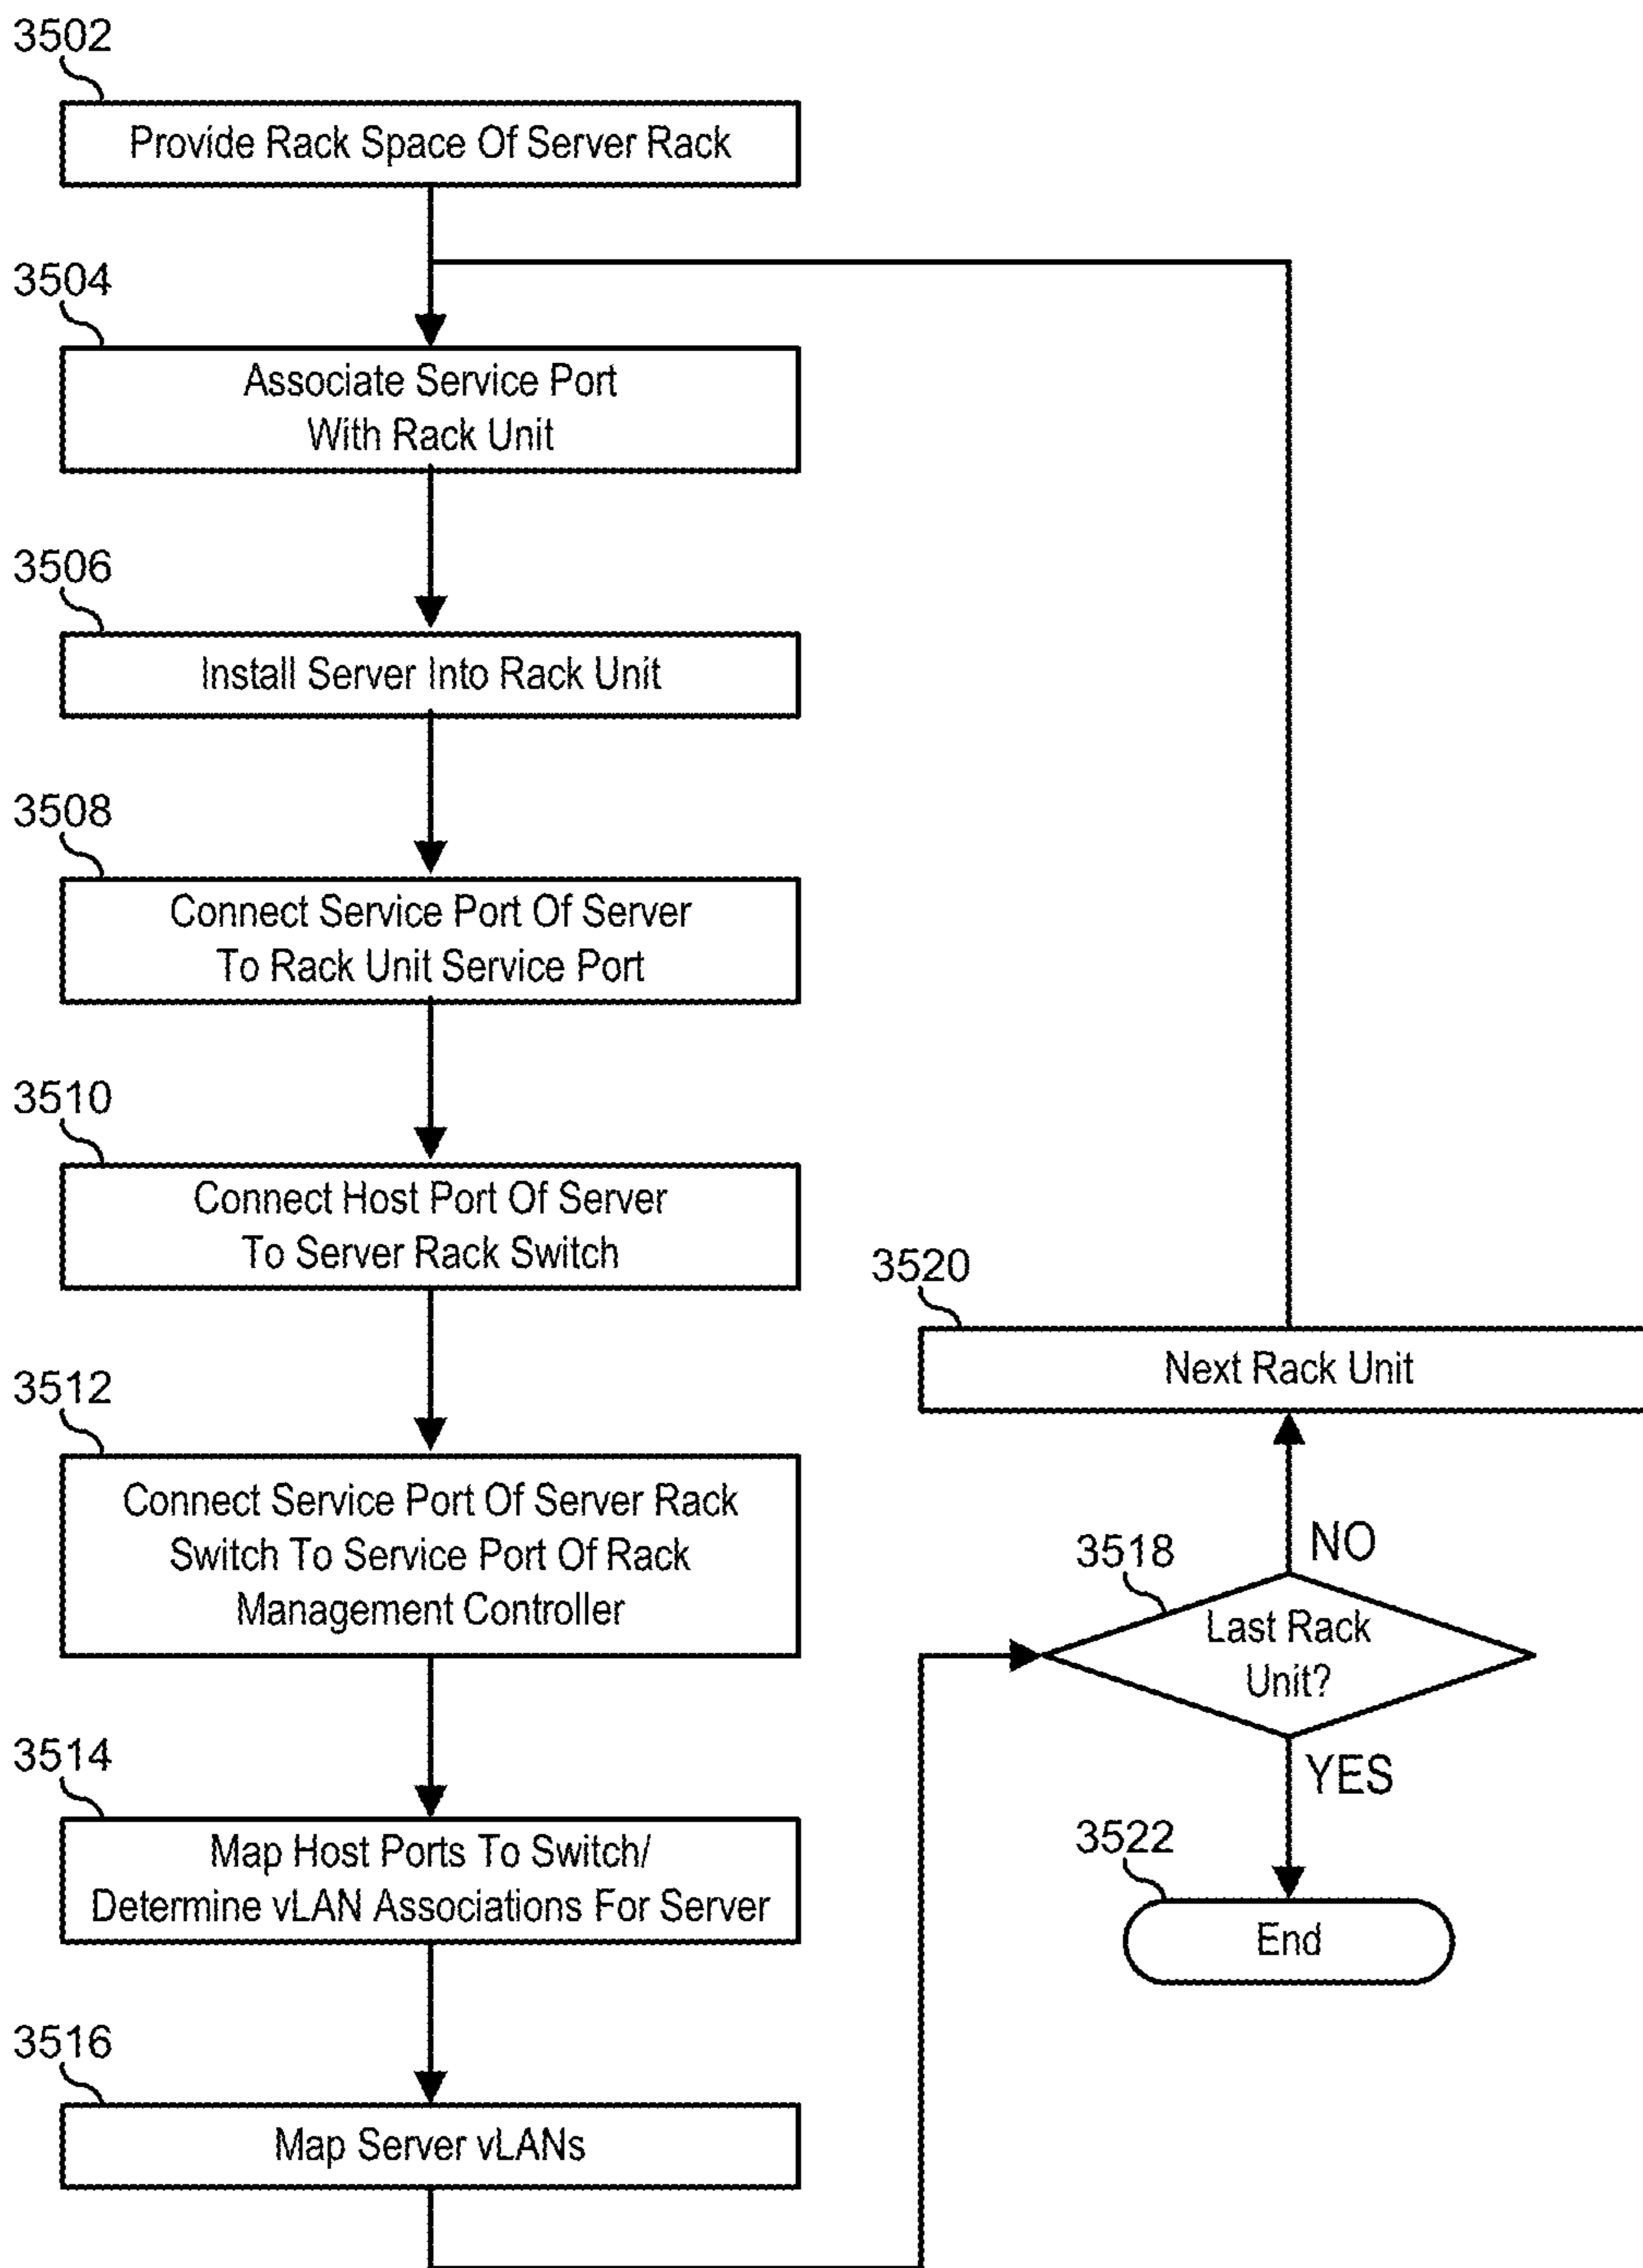 3502
Provide Rack Space Of Server Rack
3504
Associate Service Port
With Rack Unit
3506
Install Server Into Rack Unit
3508
Connect Service Port Of Server
To Rack Unit Service Port
3510
Connect Host Port Of Server
To Server Rack Switch
3512
Connect Service Port Of Server Rack
Switch To Service Port Of Rack
Management Controller
3514
Map Host Ports To Switch/
Determine vLAN Associations For Server
3516
Map Server vLANs
3518
Last Rack
Unit?
NO
3520
Next Rack Unit
YES
3522
End